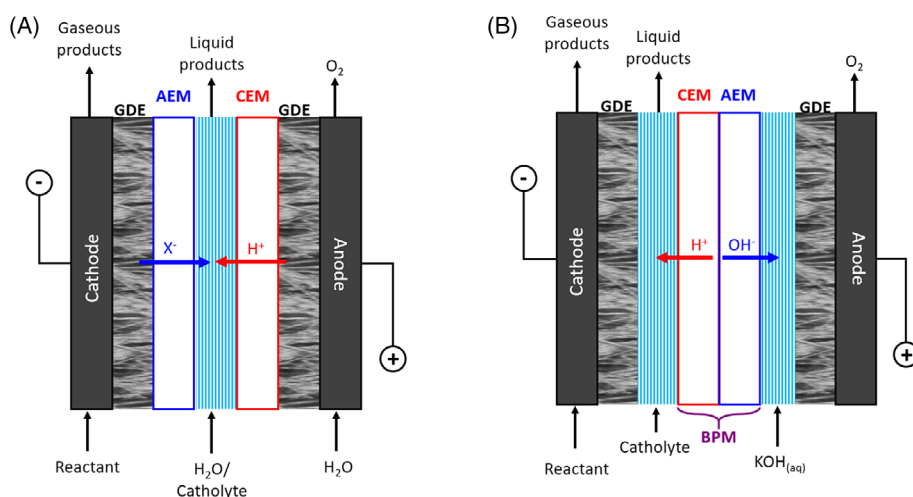 (A)
Gaseous
products
Liquid
products
O₂
GDE
AEM
CEM
GDE
-
Cathode
X⁻
H⁺
Anode
+
Reactant
H₂O/
Catholyte
H₂O
(B)
Gaseous
products
Liquid
products
O₂
GDE
CEM
AEM
GDE
-
Cathode
H⁺
OH⁻
Anode
+
Reactant
Catholyte
BPM
KOH(aq)